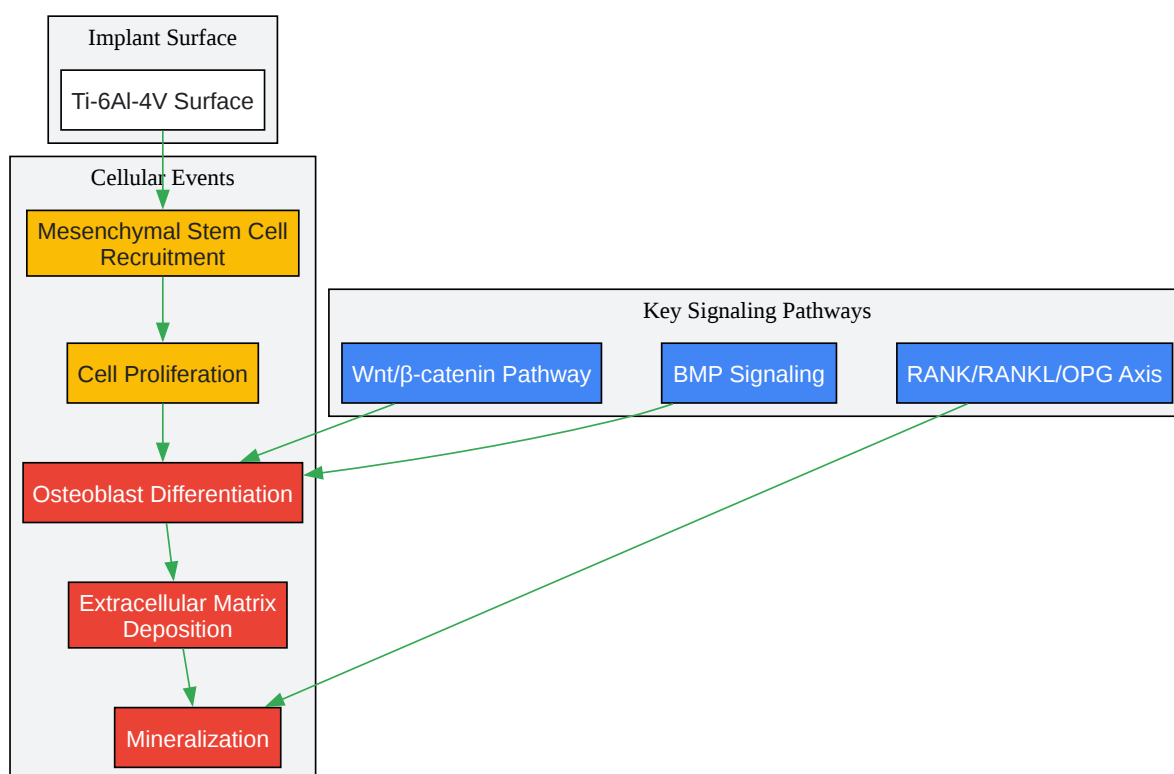 Implant Surface
Ti-6Al-4V Surface
Cellular Events
Mesenchymal Stem Cell
Recruitment
Key Signaling Pathways
Cell Proliferation
Wnt/β-catenin Pathway
BMP Signaling
RANK/RANKL/OPG Axis
Osteoblast Differentiation
Extracellular Matrix
Deposition
Mineralization